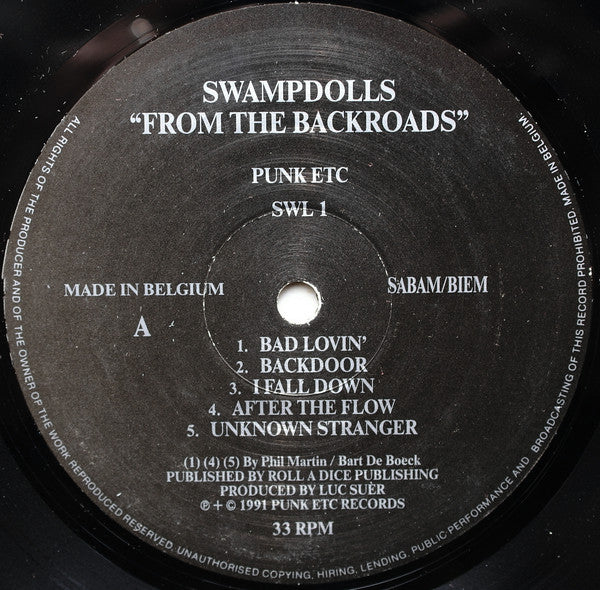 SWAMPDOLLS
“FROM THE BACKROADS”
PUNK ETC
SWL 1
MADE IN BELGIUM
SABAM/BIEM
A
1. BAD LOVIN’
2. BACKDOOR
3. I FALL DOWN
4. AFTER THE FLOW
5. UNKNOWN STRANGER
(1) (4) (5) By Phil Martin / Bart De Boeck
PUBLISHED BY ROLL A DICE PUBLISHING
PRODUCED BY LUC SUÈR
℗ + © 1991 PUNK ETC RECORDS
33 RPM
ALL RIGHTS OF THE PRODUCER AND OF THE OWNER OF THE WORK REPRODUCED RESERVED. UNAUTHORISED COPYING, HIRING, LENDING, PUBLIC PERFORMANCE AND BROADCASTING OF THIS RECORD PROHIBITED. MADE IN BELGIUM.